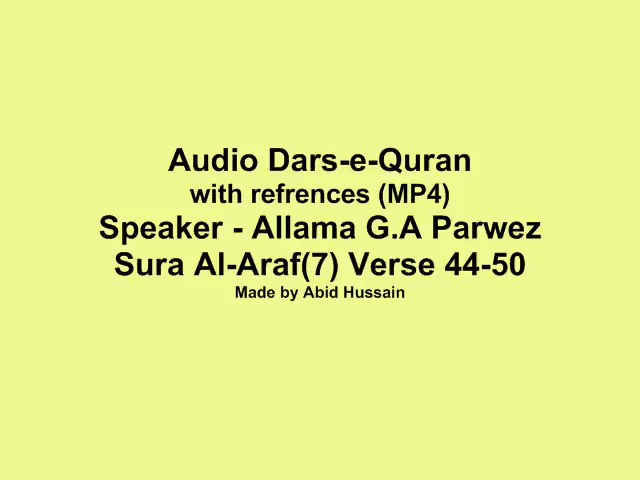 Audio Dars-e-Quran
with refrences (MP4)
Speaker - Allama G.A Parwez
Sura Al-Araf(7) Verse 44-50
Made by Abid Hussain